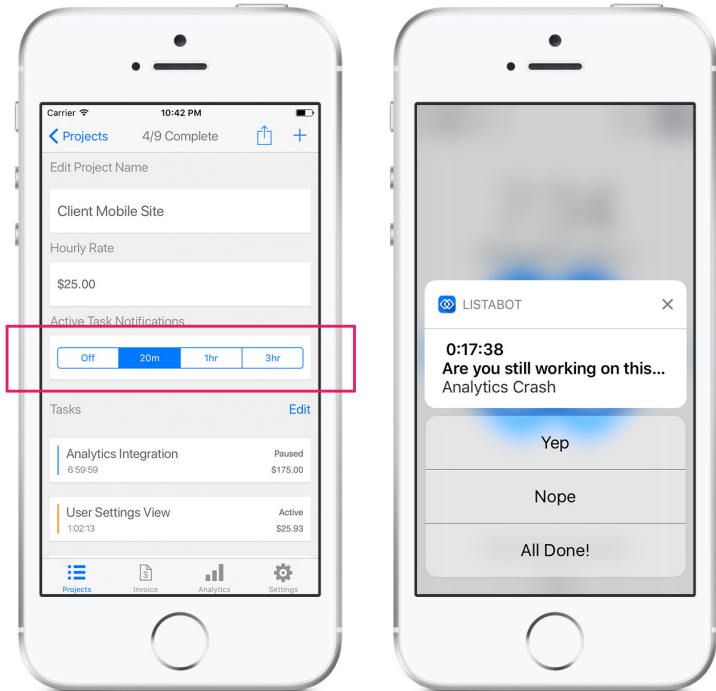 Carrier 10:42 PM
Projects 4/9 Complete +
Edit Project Name
Client Mobile Site
Hourly Rate
$25.00
Active Task Notifications
Off 20m 1hr 3hr
Tasks Edit
Analytics Integration Paused
6:59:59 $175.00
User Settings View Active
1:02:13 $25.93
Projects Invoice Analytics Settings
LISTABOT
0:17:38
Are you still working on this...
Analytics Crash
Yep
Nope
All Done!